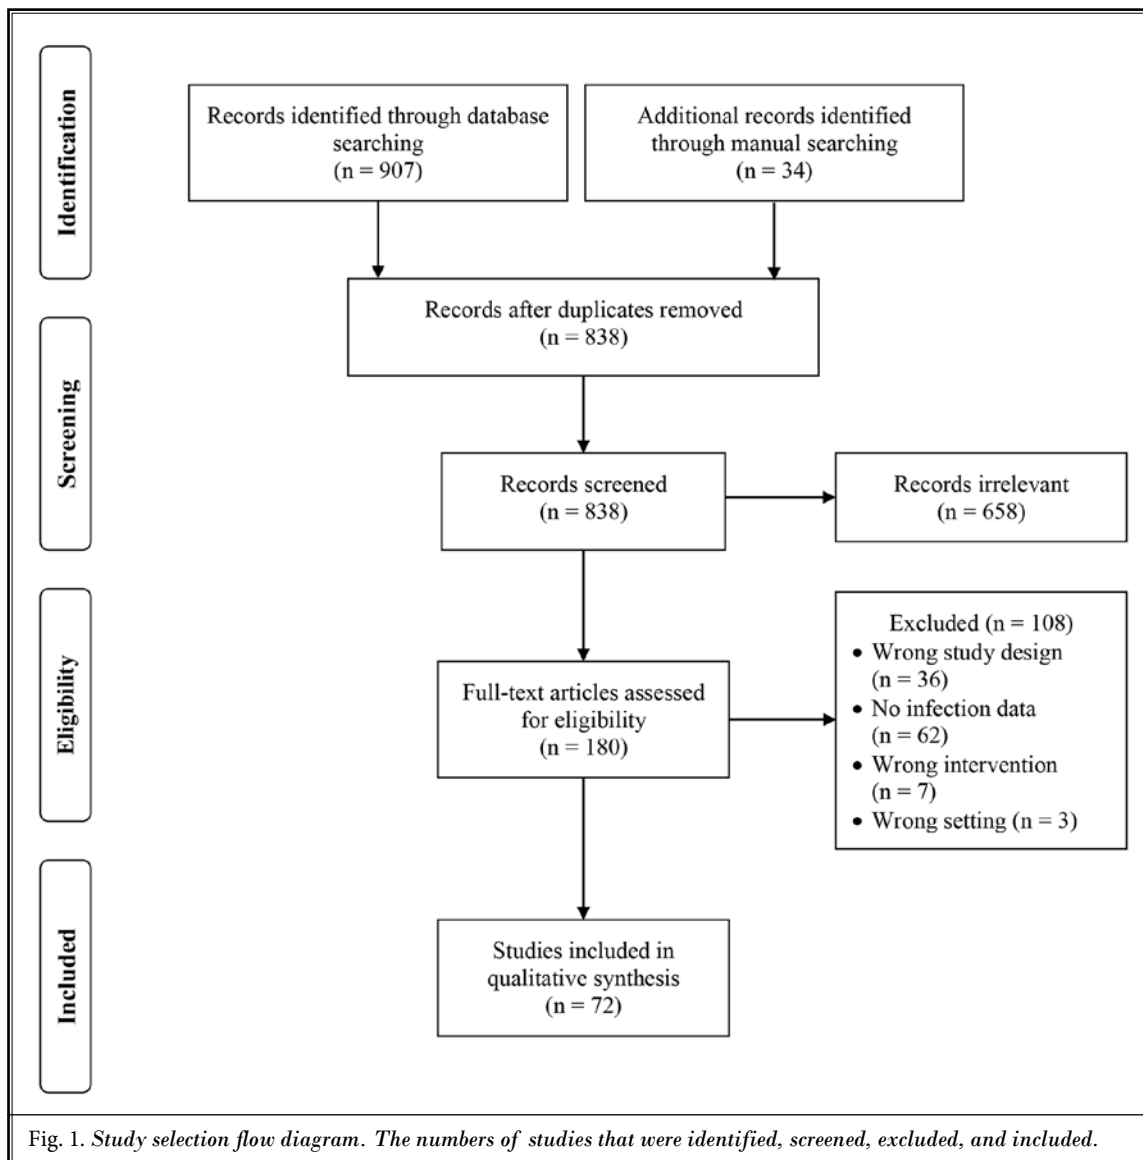 Identification
Records identified through database
searching
(n = 907)
Additional records identified
through manual searching
(n = 34)
Records after duplicates removed
(n = 838)
Screening
Records screened
(n = 838)
Records irrelevant
(n = 658)
Eligibility
Full-text articles assessed
for eligibility
(n = 180)
Excluded (n = 108)
• Wrong study design
(n = 36)
• No infection data
(n = 62)
• Wrong intervention
(n = 7)
• Wrong setting (n = 3)
Included
Studies included in
qualitative synthesis
(n = 72)
Fig. 1. Study selection flow diagram. The numbers of studies that were identified, screened, excluded, and included.